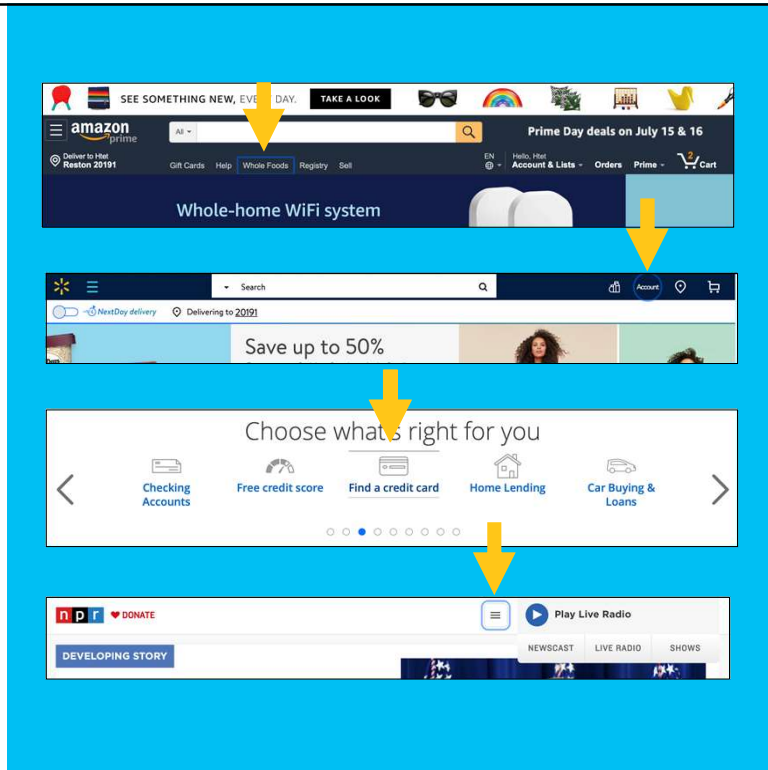 SEE SOMETHING NEW, EVERY DAY. TAKE A LOOK
amazon
prime
All
Prime Day deals on July 15 & 16
Deliver to Htet
Reston 20191
Gift Cards Help Whole Foods Registry Sell
EN
Hello, Htet
Account & Lists Orders Prime 2 Cart
Whole-home WiFi system
Search
Account
NextDay delivery Delivering to 20191
Save up to 50%
Choose what's right for you
Checking
Accounts
Free credit score
Find a credit card
Home Lending
Car Buying &
Loans
npr DONATE
Play Live Radio
NEWSCAST LIVE RADIO SHOWS
DEVELOPING STORY